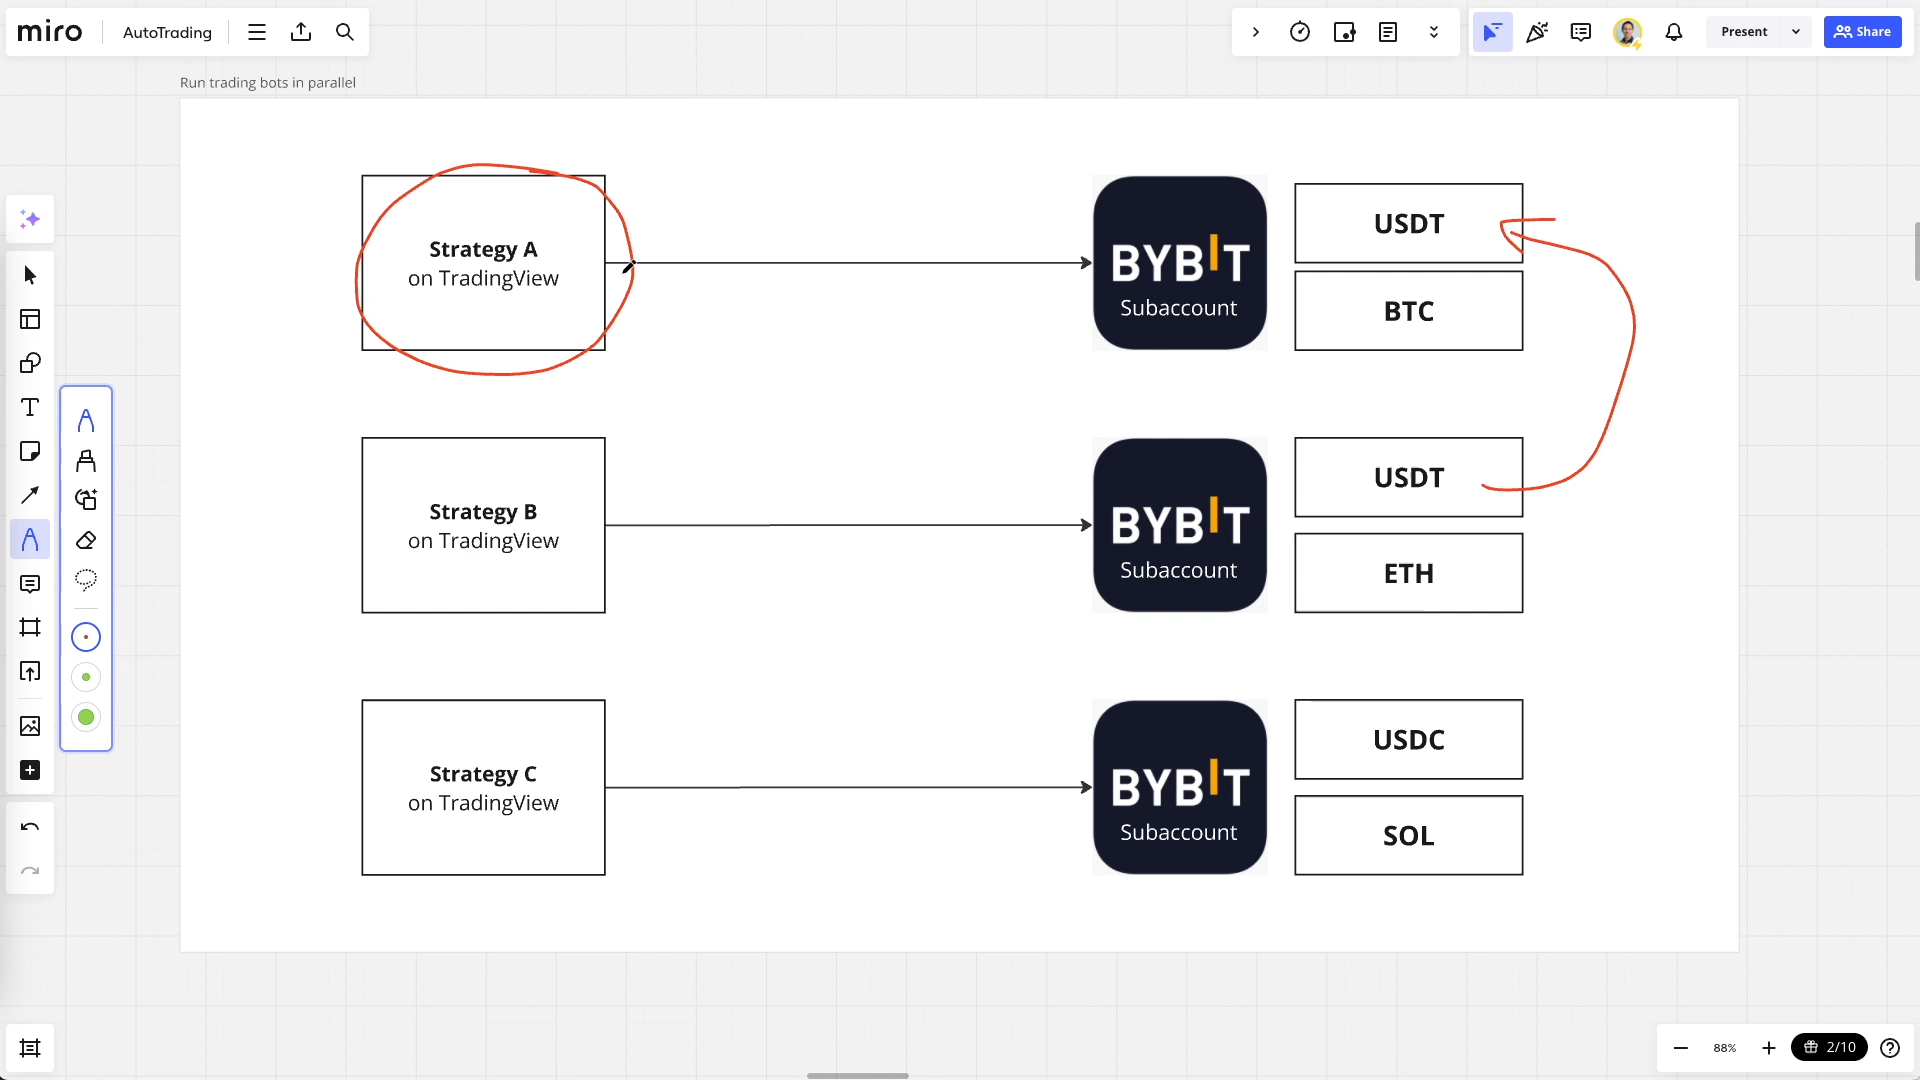 miro
AutoTrading
Present
Share
Run trading bots in parallel
Strategy A
on TradingView
BYBIT
Subaccount
USDT
BTC
Strategy B
on TradingView
BYBIT
Subaccount
USDT
ETH
Strategy C
on TradingView
BYBIT
Subaccount
USDC
SOL
88%
2/10